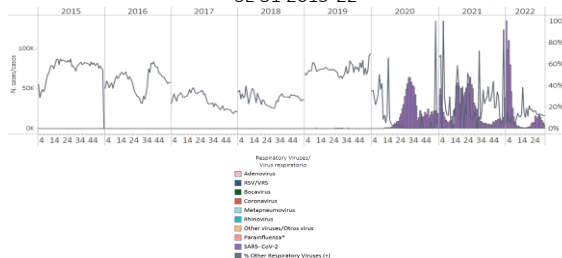 2015 2016 2017 2018 2019 2020 2021 2022
N. cases/casos
100K
50K
0K
100%
80%
60%
40%
20%
0%
4 14 24 34 44 4 14 24 34 44 4 14 24 34 44 4 14 24 34 44 4 14 24 34 44 4 14 24 34 44 4 14 24 34 44 4 14 24
Respiratory Viruses/
Virus respiratorio
Adenovirus
RSV/VRS
Bocavirus
Coronavirus
Metapneumovirus
Rhinovirus
Other viruses/Otros virus
Parainfluenza*
SARS- CoV-2
% Other Respiratory Viruses (+)